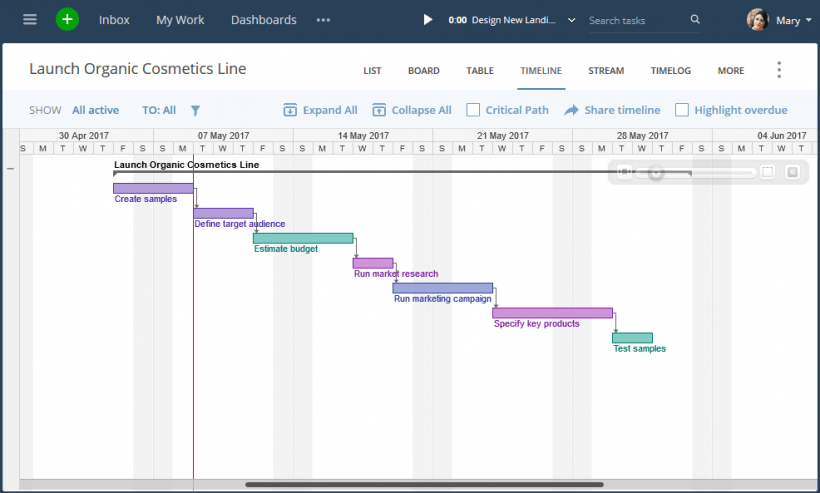 + Inbox My Work Dashboards ••• 0:00 Design New Landi... Search tasks Mary
Launch Organic Cosmetics Line LIST BOARD TABLE TIMELINE STREAM TIMELOG MORE
SHOW All active TO: All Expand All Collapse All Critical Path Share timeline Highlight overdue
30 Apr 2017 07 May 2017 14 May 2017 21 May 2017 28 May 2017 04 Jun 2017
S M T W T F S S M T W T F S S M T W T F S S M T W T F S S M T W T F S S M T W T
Launch Organic Cosmetics Line
Create samples
Define target audience
Estimate budget
Run market research
Run marketing campaign
Specify key products
Test samples